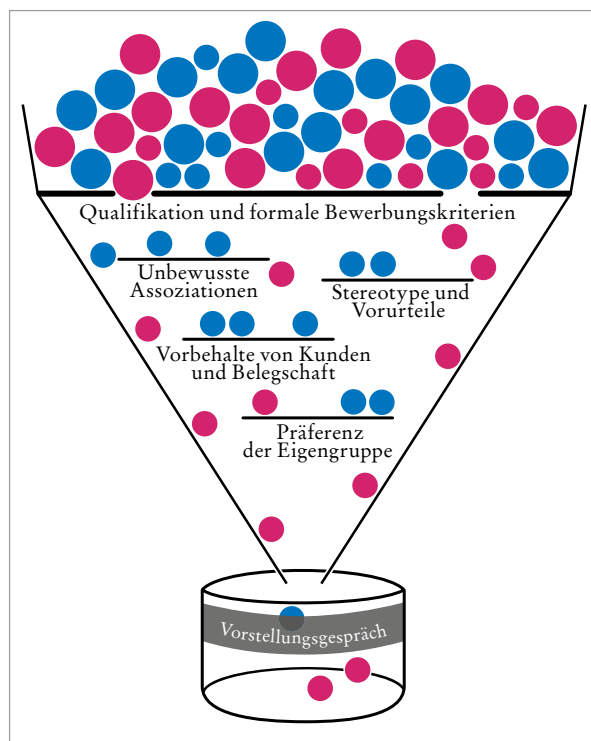 Qualifikation und formale Bewerbungskriterien
Unbewusste
Assoziationen
Stereotype und
Vorurteile
Vorbehalte von Kunden
und Belegschaft
Präferenz
der Eigengruppe
Vorstellungsgespräch